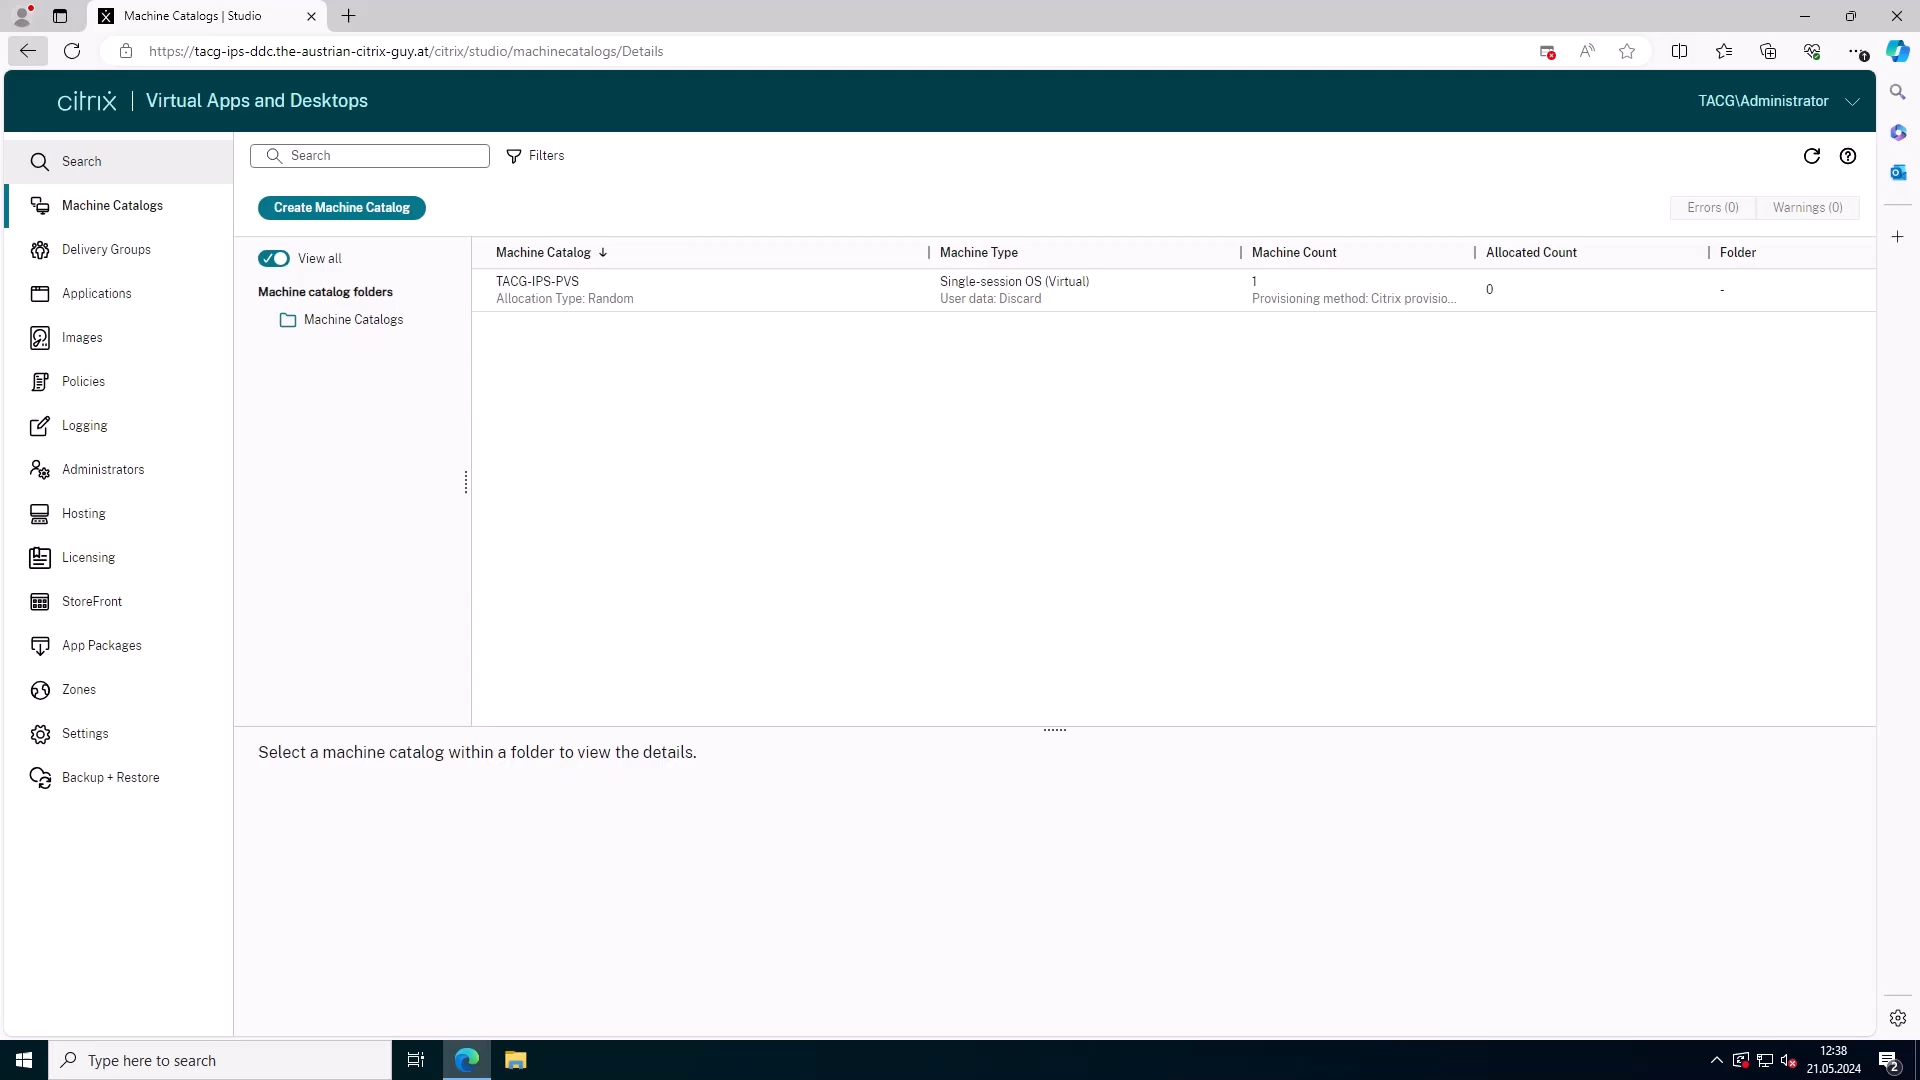 Machine Catalogs | Studio
https://tacg-ips-ddc.the-austrian-citrix-guy.at/citrix/studio/machinecatalogs/Details
citrix | Virtual Apps and Desktops
TACG\Administrator
Search
Machine Catalogs
Delivery Groups
Applications
Images
Policies
Logging
Administrators
Hosting
Licensing
StoreFront
App Packages
Zones
Settings
Backup + Restore
Search
Filters
Create Machine Catalog
Errors (0)
Warnings (0)
View all
Machine catalog folders
Machine Catalogs
Machine Catalog ↓ | Machine Type | Machine Count | Allocated Count | Folder
TACG-IPS-PVS Single-session OS (Virtual) 1 0 -
Allocation Type: Random User data: Discard Provisioning method: Citrix provisio...
Select a machine catalog within a folder to view the details.
Type here to search
12:38
21.05.2024
2